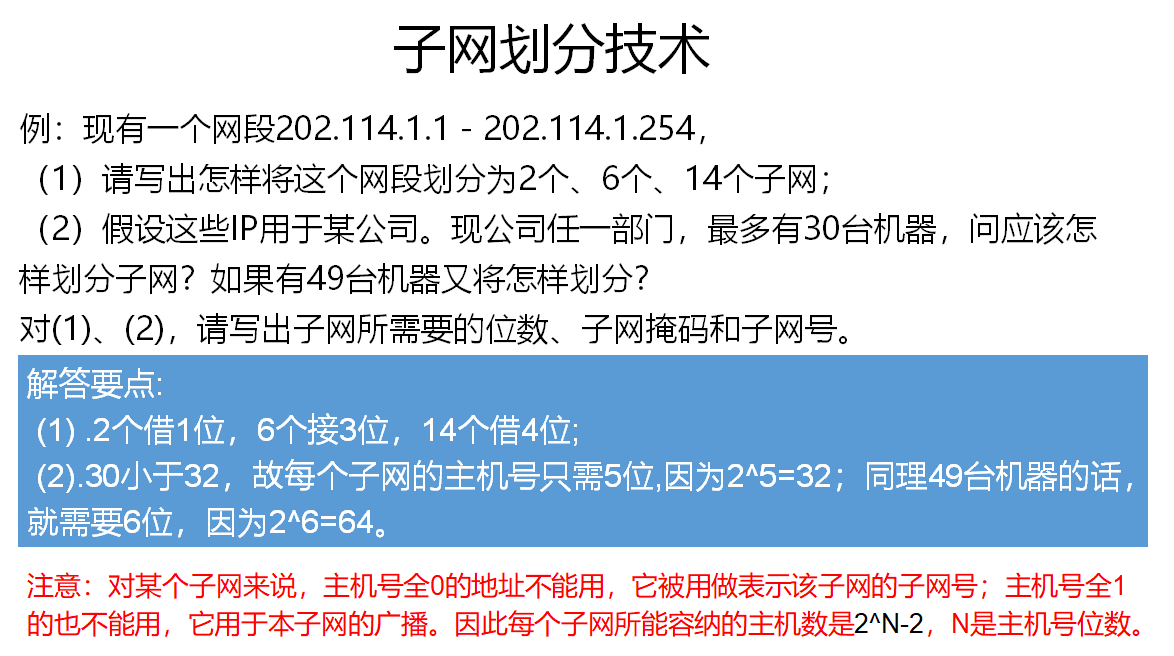 子网划分技术
例：现有一个网段202.114.1.1 - 202.114.1.254，
（1）请写出怎样将这个网段划分为2个、6个、14个子网；
（2）假设这些IP用于某公司。现公司任一部门，最多有30台机器，问应该怎
样划分子网？如果有49台机器又将怎样划分？
对(1)、(2)，请写出子网所需要的位数、子网掩码和子网号。
解答要点:
(1) .2个借1位，6个接3位，14个借4位;
(2).30小于32，故每个子网的主机号只需5位,因为2^5=32；同理49台机器的话，
就需要6位，因为2^6=64。
注意：对某个子网来说，主机号全0的地址不能用，它被用做表示该子网的子网号；主机号全1
的也不能用，它用于本子网的广播。因此每个子网所能容纳的主机数是2^N-2，N是主机号位数。